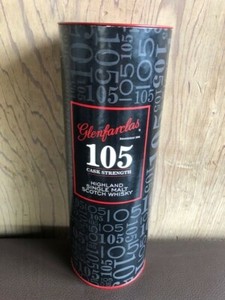 Glenfarclas
105
CASK STRENGTH
HIGHLAND
SINGLE MALT
SCOTCH WHISKY